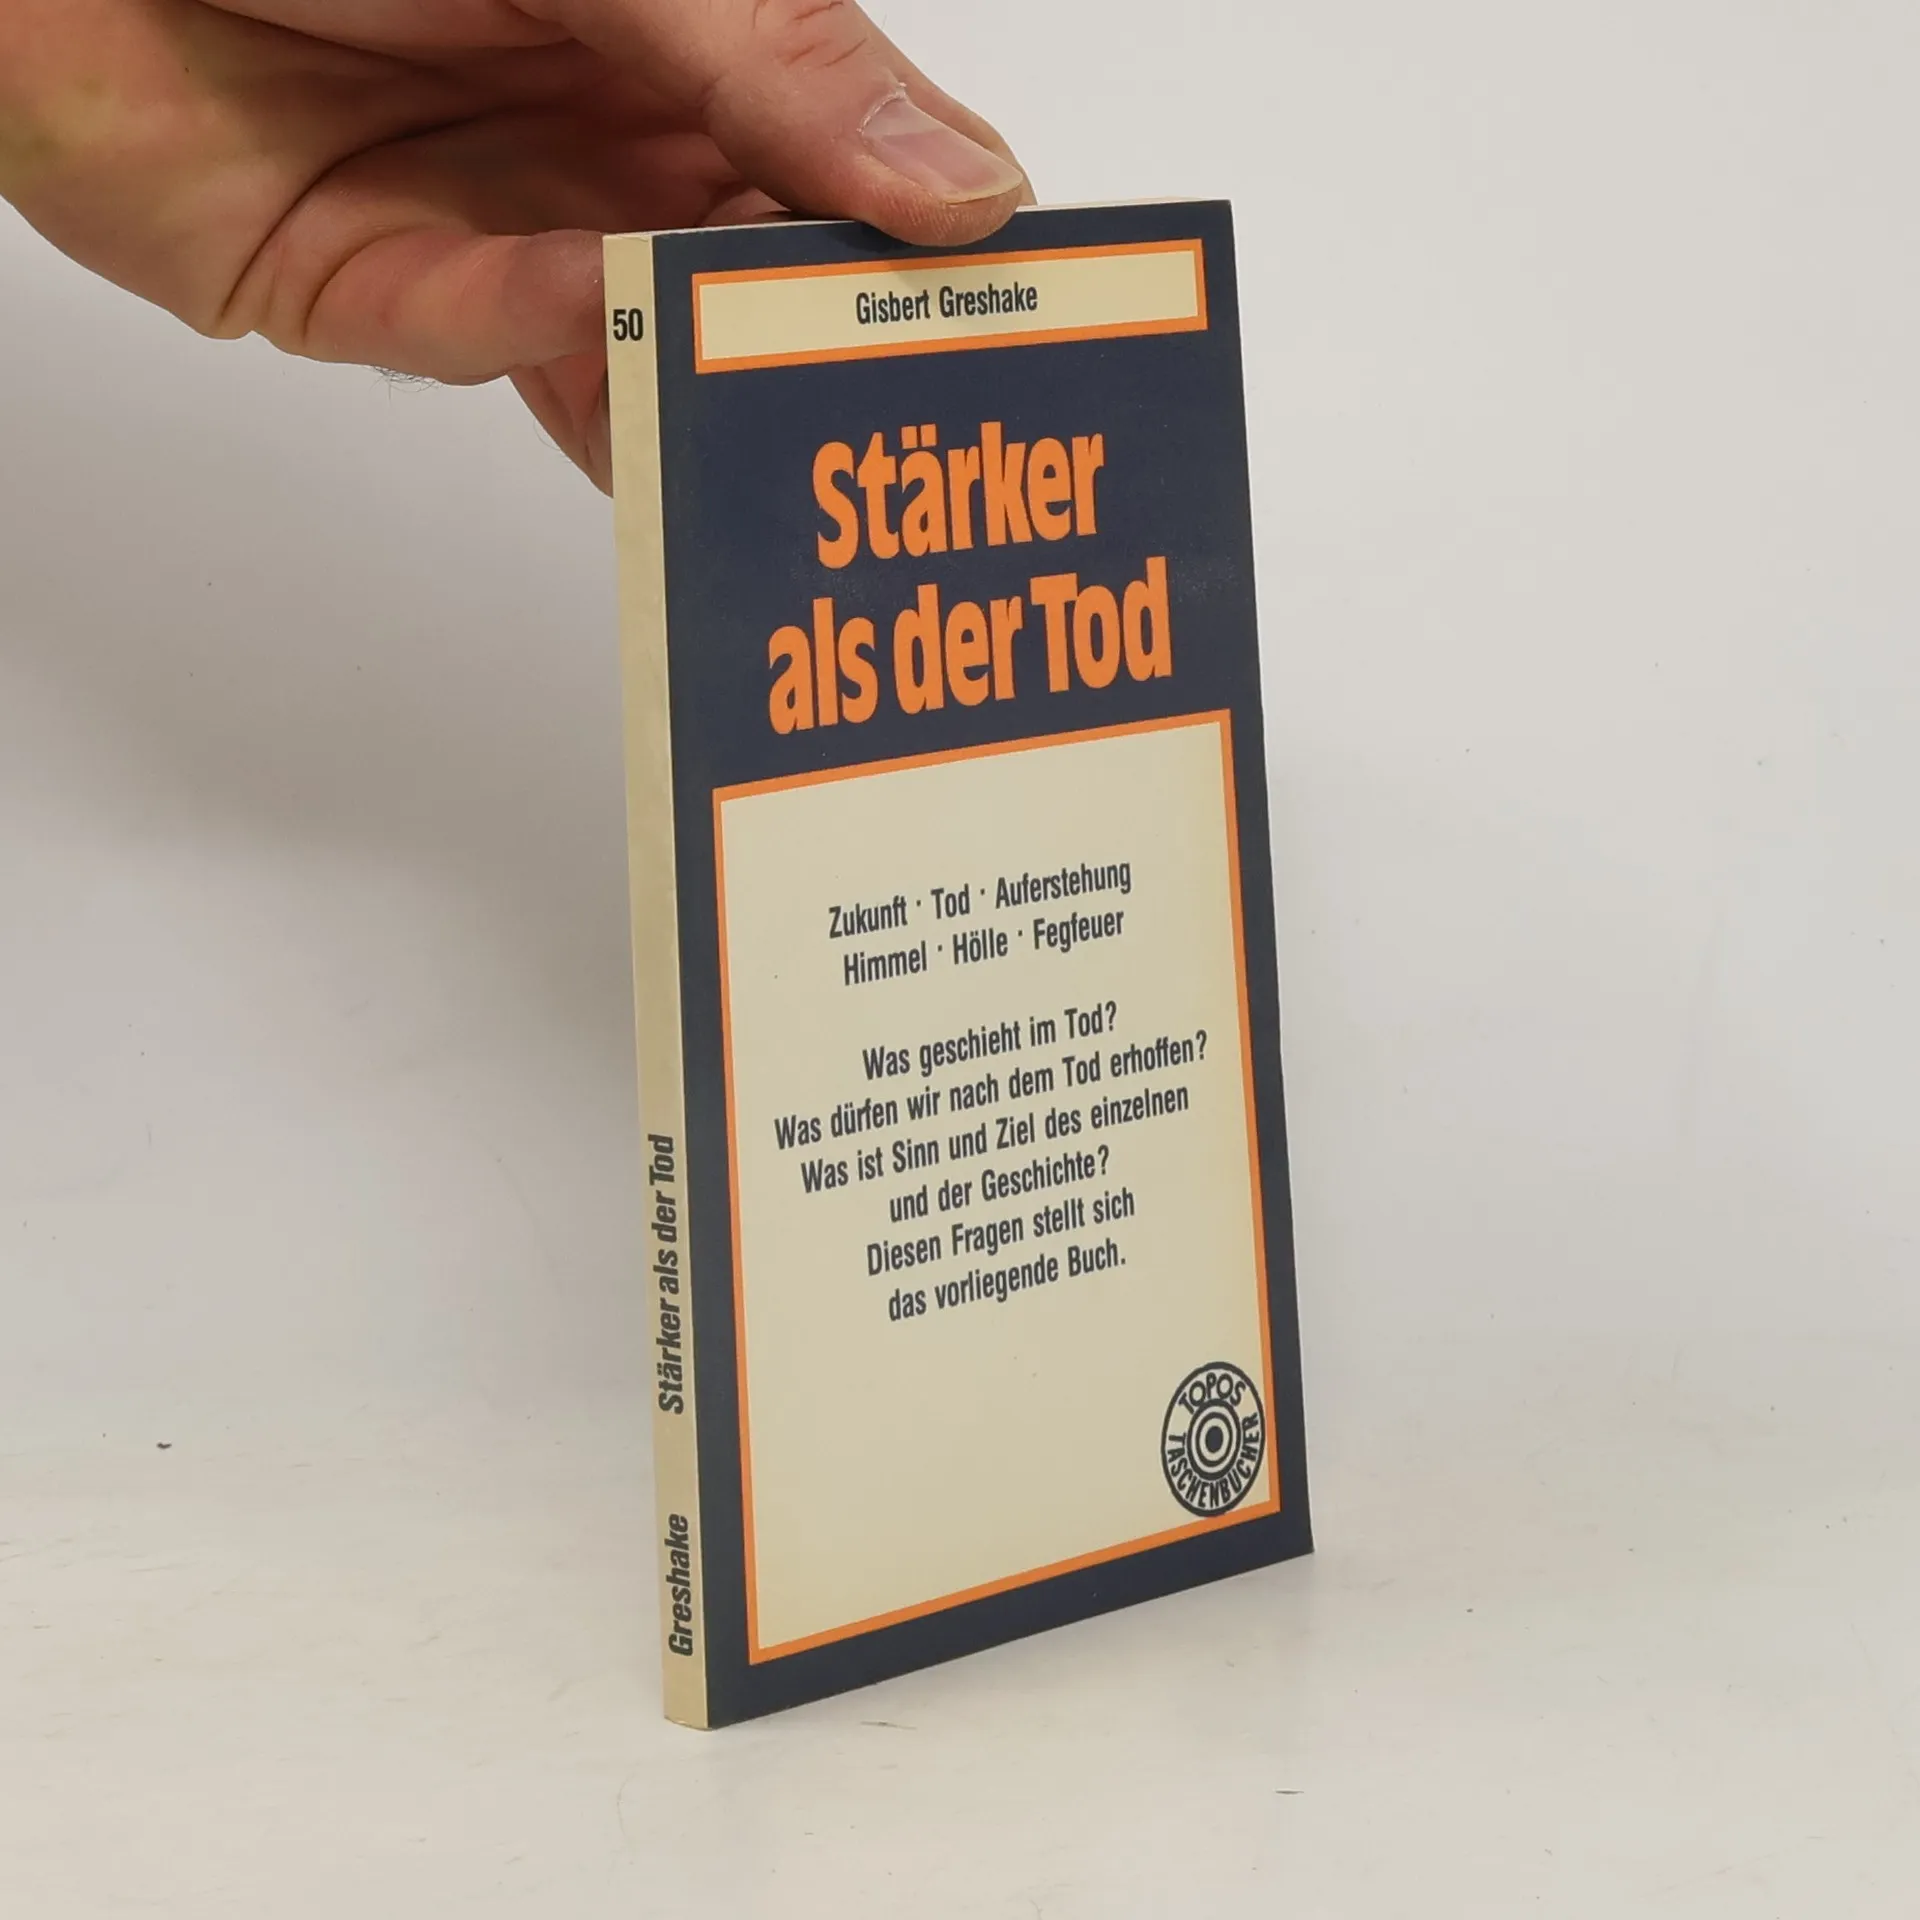 50
Stärker als der Tod
Greshake
Gisbert Greshake
Stärker
als der Tod
Zukunft · Tod · Auferstehung
Himmel · Hölle · Fegfeuer
Was geschieht im Tod?
Was dürfen wir nach dem Tod erhoffen?
Was ist Sinn und Ziel des einzelnen
und der Geschichte?
Diesen Fragen stellt sich
das vorliegende Buch.
TOPOS
TASCHENBÜCHER